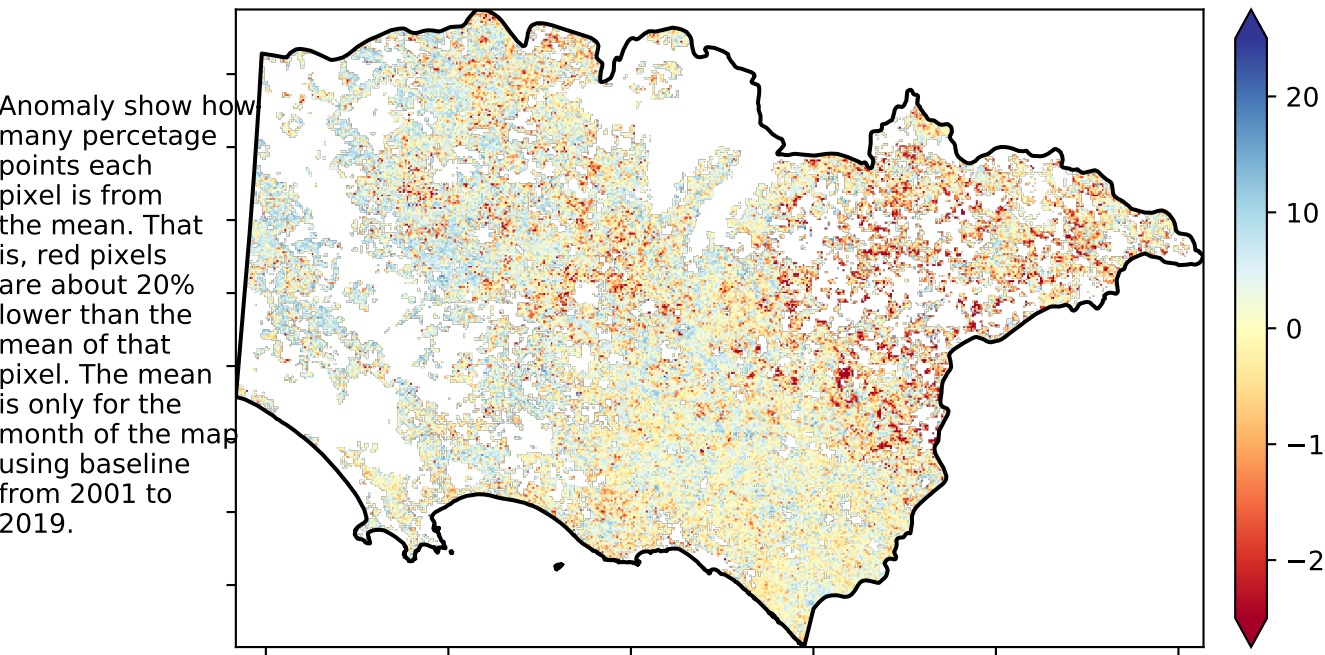 Anomaly show how
many percetage
points each
pixel is from
the mean. That
is, red pixels
are about 20%
lower than the
mean of that
pixel. The mean
is only for the
month of the map
using baseline
from 2001 to
2019.
20
10
0
−1
−2